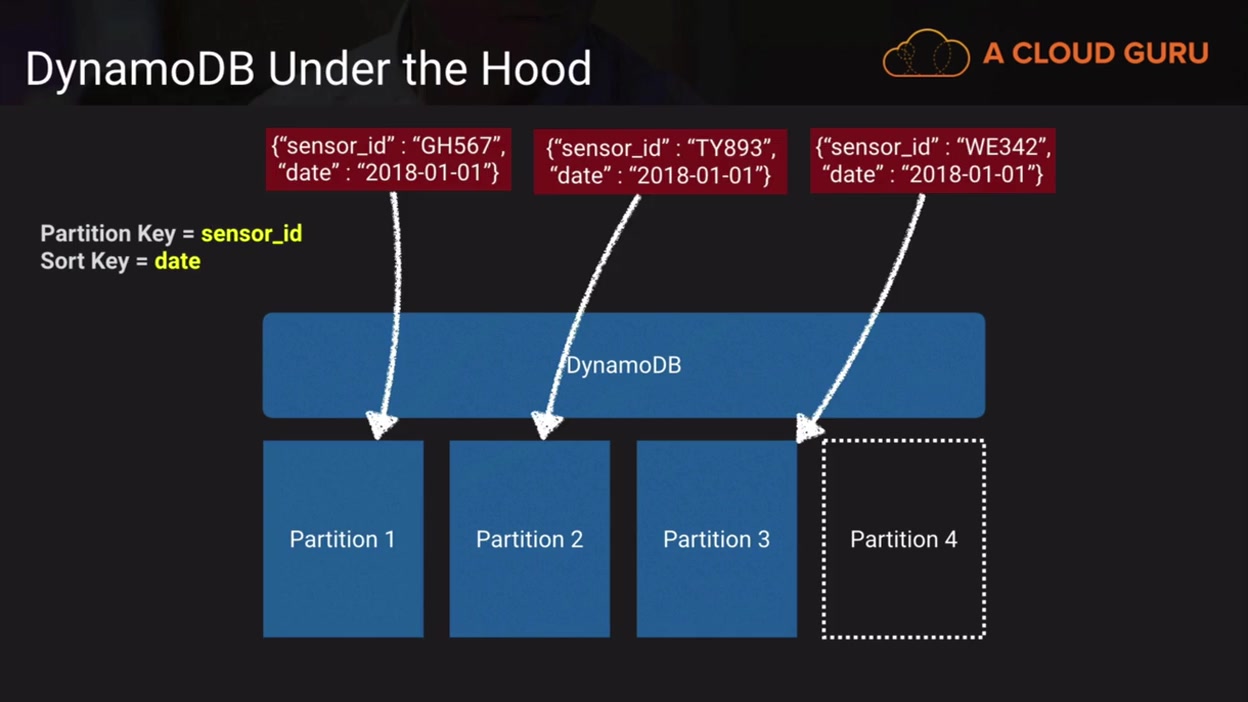 DynamoDB Under the Hood
A CLOUD GURU
{“sensor_id” : “GH567”,
“date” : “2018-01-01”}
{“sensor_id” : “TY893”,
“date” : “2018-01-01”}
{“sensor_id” : “WE342”,
“date” : “2018-01-01”}
Partition Key = sensor_id
Sort Key = date
DynamoDB
Partition 1
Partition 2
Partition 3
Partition 4